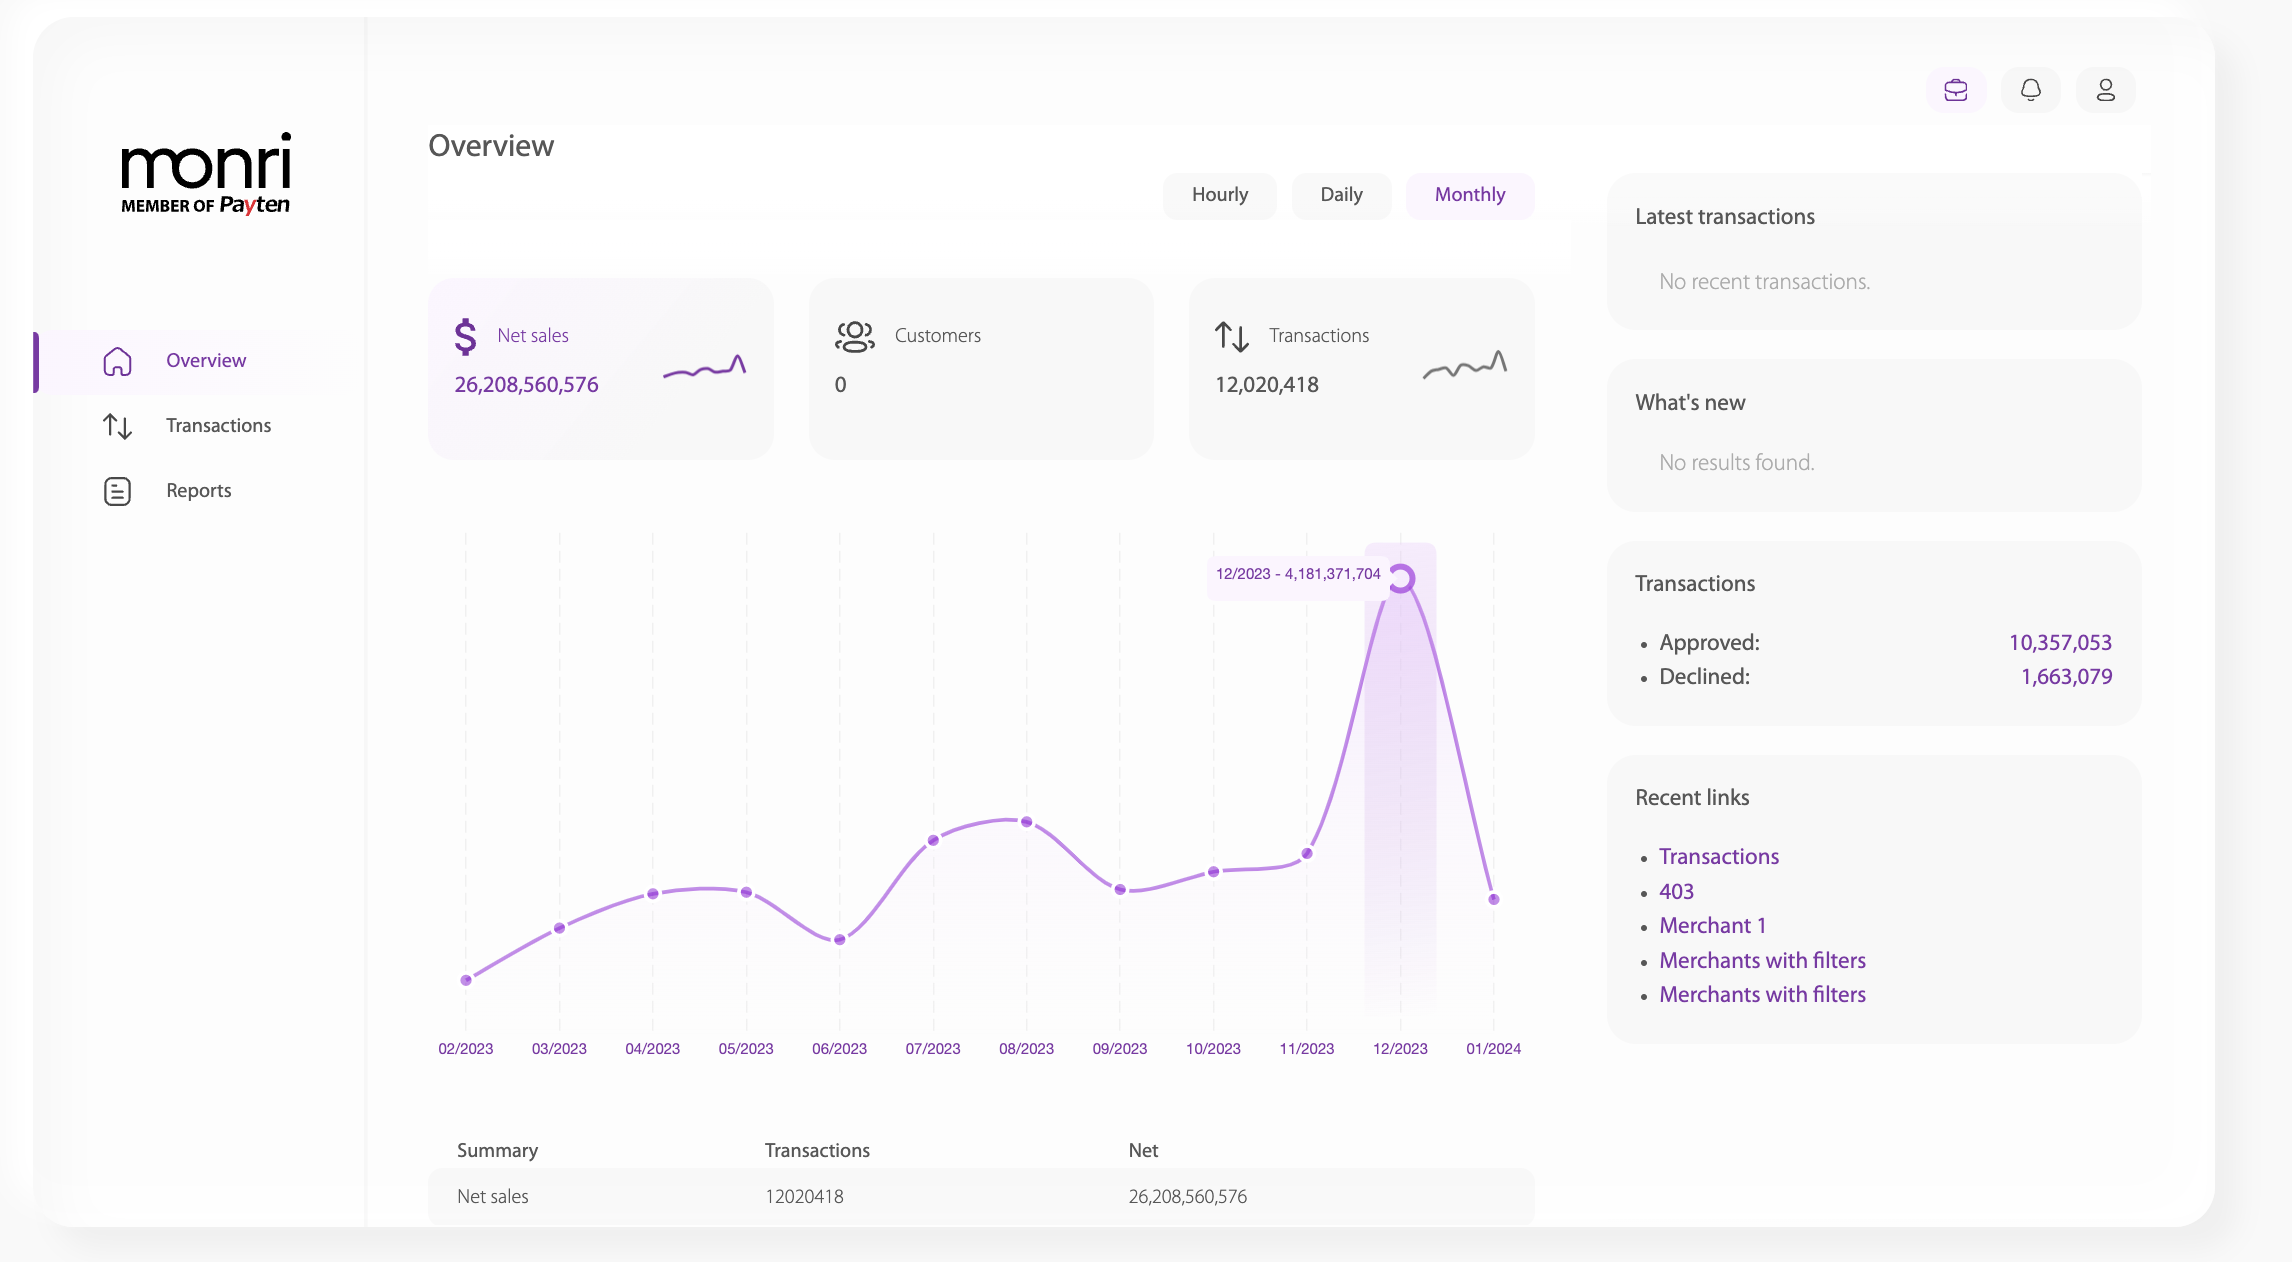 monri
MEMBER OF Payten
Overview
Transactions
Reports
Overview
Hourly Daily Monthly
Net sales
26,208,560,576
Customers
0
Transactions
12,020,418
12/2023 - 4,181,371,704
02/2023 03/2023 04/2023 05/2023 06/2023 07/2023 08/2023 09/2023 10/2023 11/2023 12/2023 01/2024
Summary Transactions Net
Net sales 12020418 26,208,560,576
Latest transactions
No recent transactions.
What's new
No results found.
Transactions
• Approved: 10,357,053
• Declined: 1,663,079
Recent links
• Transactions
• 403
• Merchant 1
• Merchants with filters
• Merchants with filters